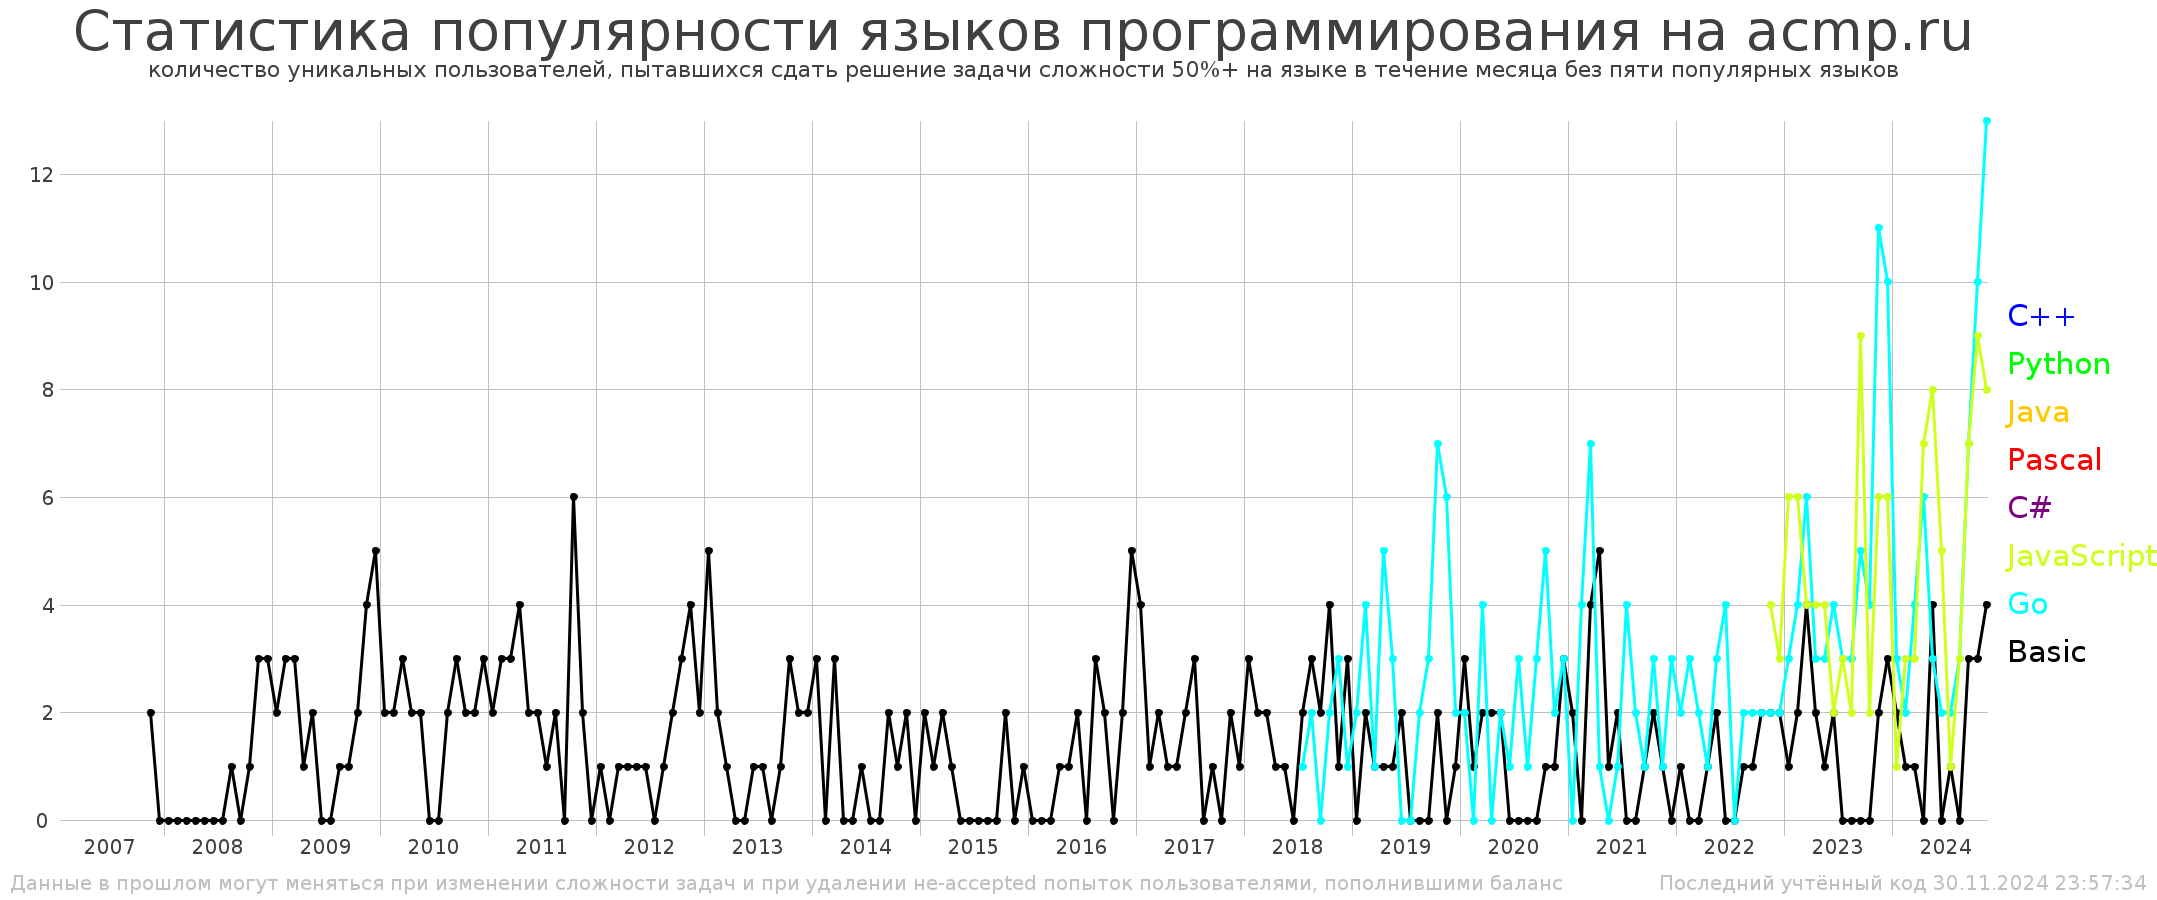 Статистика популярности языков программирования на acmp.ru
количество уникальных пользователей, пытавшихся сдать решение задачи сложности 50%+ на языке в течение месяца без пяти популярных языков
12
10
8
6
4
2
0
C++
Python
Java
Pascal
C#
JavaScript
Go
Basic
2007 2008 2009 2010 2011 2012 2013 2014 2015 2016 2017 2018 2019 2020 2021 2022 2023 2024
Данные в прошлом могут меняться при изменении сложности задач и при удалении не-accepted попыток пользователями, пополнившими баланс
Последний учтённый код 30.11.2024 23:57:34